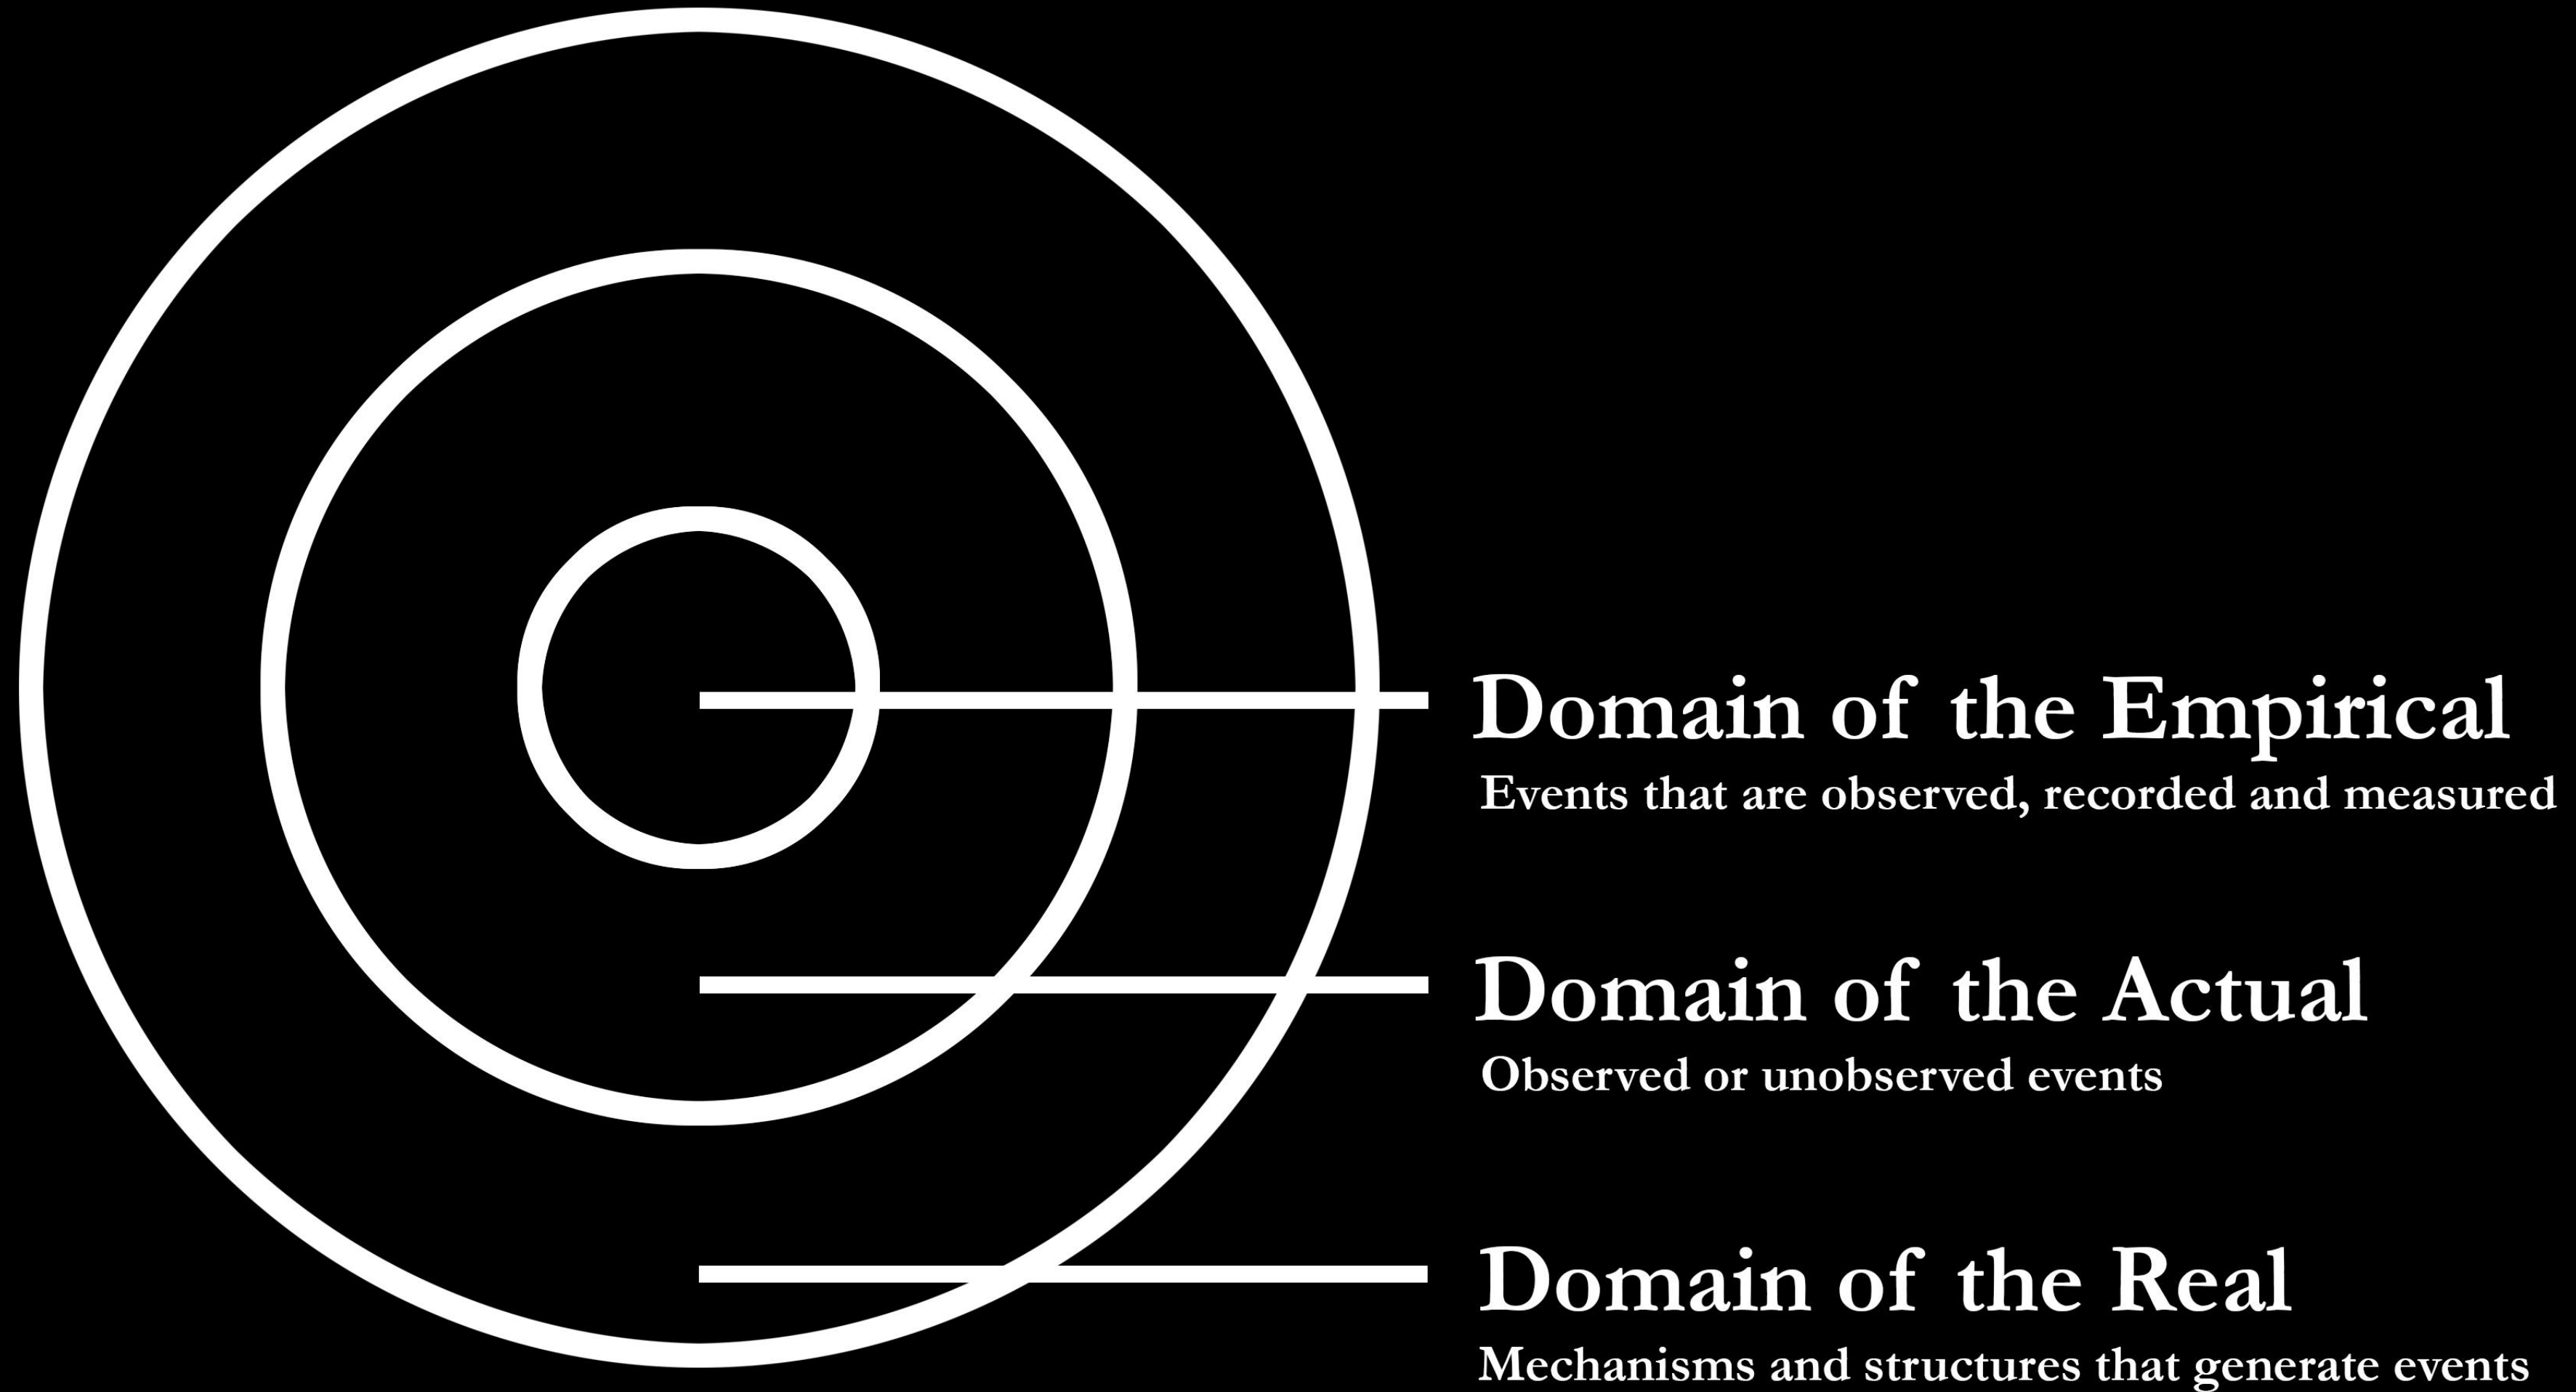 Domain of the Empirical
Events that are observed, recorded and measured
Domain of the Actual
Observed or unobserved events
Domain of the Real
Mechanisms and structures that generate events